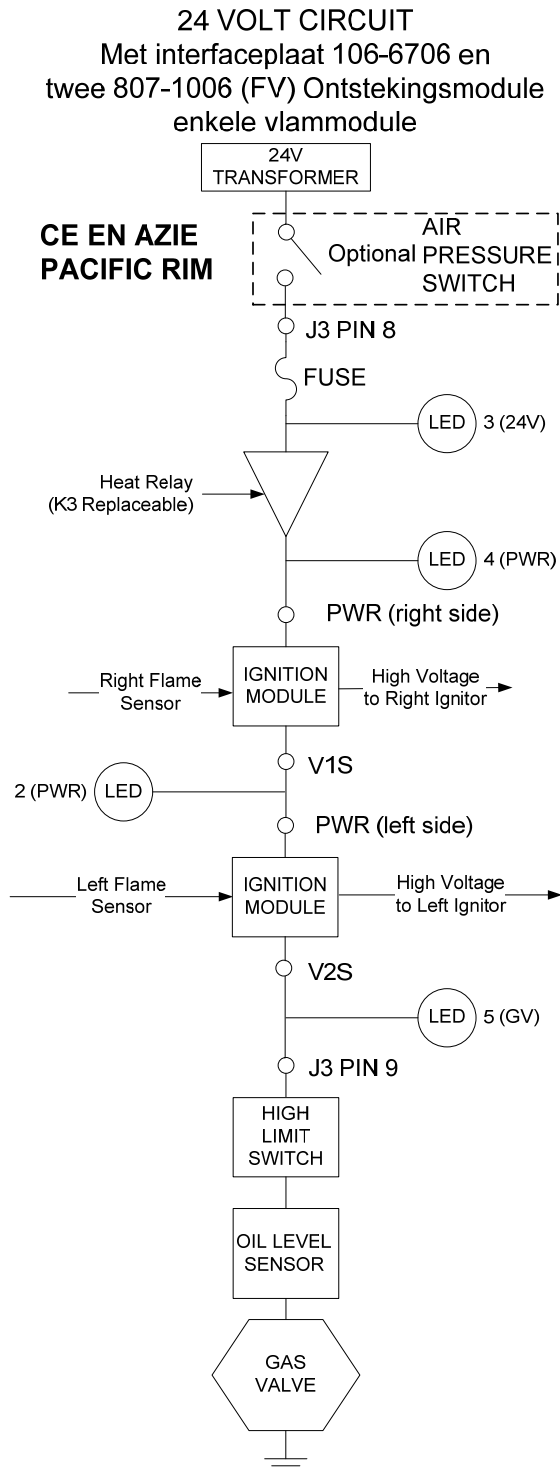 24 VOLT CIRCUIT
Met interfaceplaat 106-6706 en
twee 807-1006 (FV) Ontstekingsmodule
enkele vlammodule
24V
TRANSFORMER
CE EN AZIE
PACIFIC RIM
Optional
AIR
PRESSURE
SWITCH
J3 PIN 8
FUSE
LED
3 (24V)
Heat Relay
(K3 Replaceable)
LED
4 (PWR)
PWR (right side)
Right Flame
Sensor
IGNITION
MODULE
High Voltage
to Right Ignitor
V1S
2 (PWR)
LED
PWR (left side)
Left Flame
Sensor
IGNITION
MODULE
High Voltage
to Left Ignitor
V2S
LED
5 (GV)
J3 PIN 9
HIGH
LIMIT
SWITCH
OIL LEVEL
SENSOR
GAS
VALVE